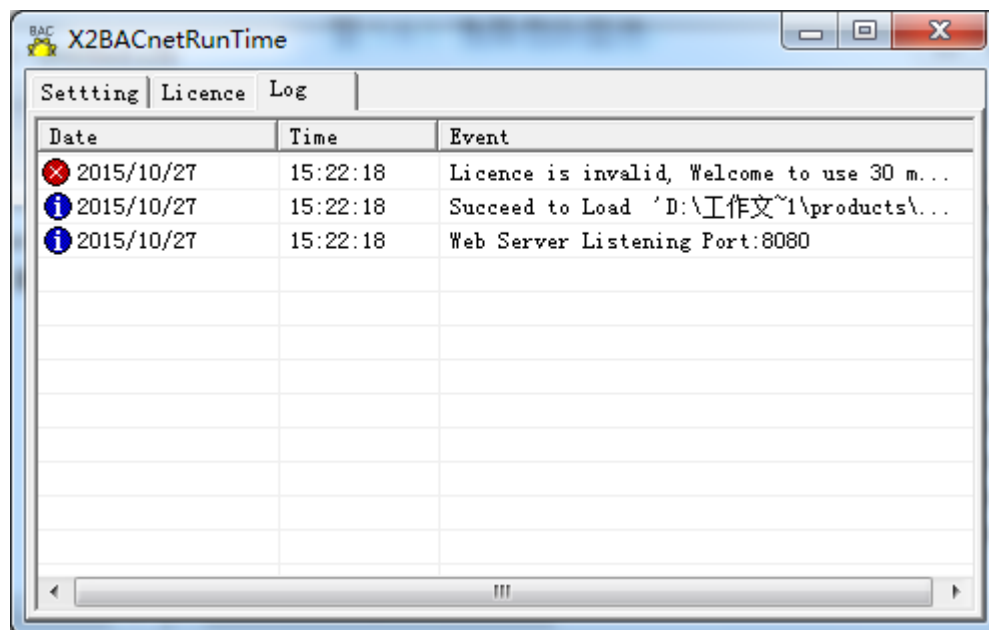 BAC
X2BACnetRunTime
Settting Licence Log
Date Time Event
2015/10/27 15:22:18 Licence is invalid, Welcome to use 30 m...
2015/10/27 15:22:18 Succeed to Load 'D:\工作文~1\products\...
2015/10/27 15:22:18 Web Server Listening Port:8080